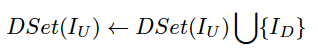 DSet(I_U) ← DSet(I_U) ⋃{I_D}